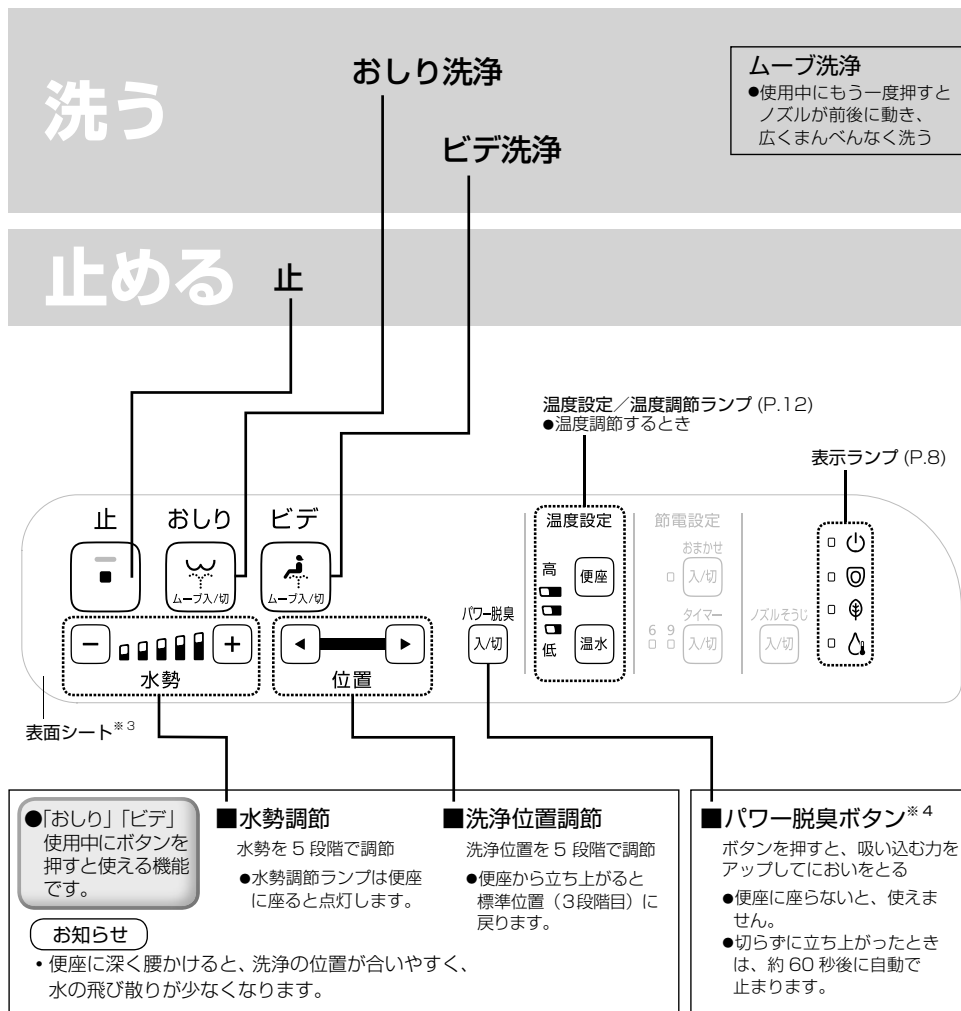 洗う
おしり洗浄
ビデ洗浄
ムーブ洗浄
●使用中にもう一度押すと
ノズルが前後に動き、
広くまんべんなく洗う
止める
止
温度設定／温度調節ランプ (P.12)
●温度調節するとき
表示ランプ (P.8)
止
おしり
ビデ
ムーブ入/切
ムーブ入/切
− +
水勢
◀ ▶
位置
パワー脱臭
入/切
温度設定
高
低
便座
温水
節電設定
おまかせ
入/切
タイマー
6 9
入/切
ノズルそうじ
入/切
表面シート※3
●「おしり」「ビデ」
使用中にボタンを
押すと使える機能
です。
■水勢調節
水勢を 5 段階で調節
●水勢調節ランプは便座
に座ると点灯します。
■洗浄位置調節
洗浄位置を 5 段階で調節
●便座から立ち上がると
標準位置（3段階目）に
戻ります。
お知らせ
・便座に深く腰かけると、洗浄の位置が合いやすく、
水の飛び散りが少なくなります。
■パワー脱臭ボタン※4
ボタンを押すと、吸い込む力を
アップしてにおいをとる
●便座に座らないと、使えま
せん。
●切らずに立ち上がったとき
は、約 60 秒後に自動で
止まります。